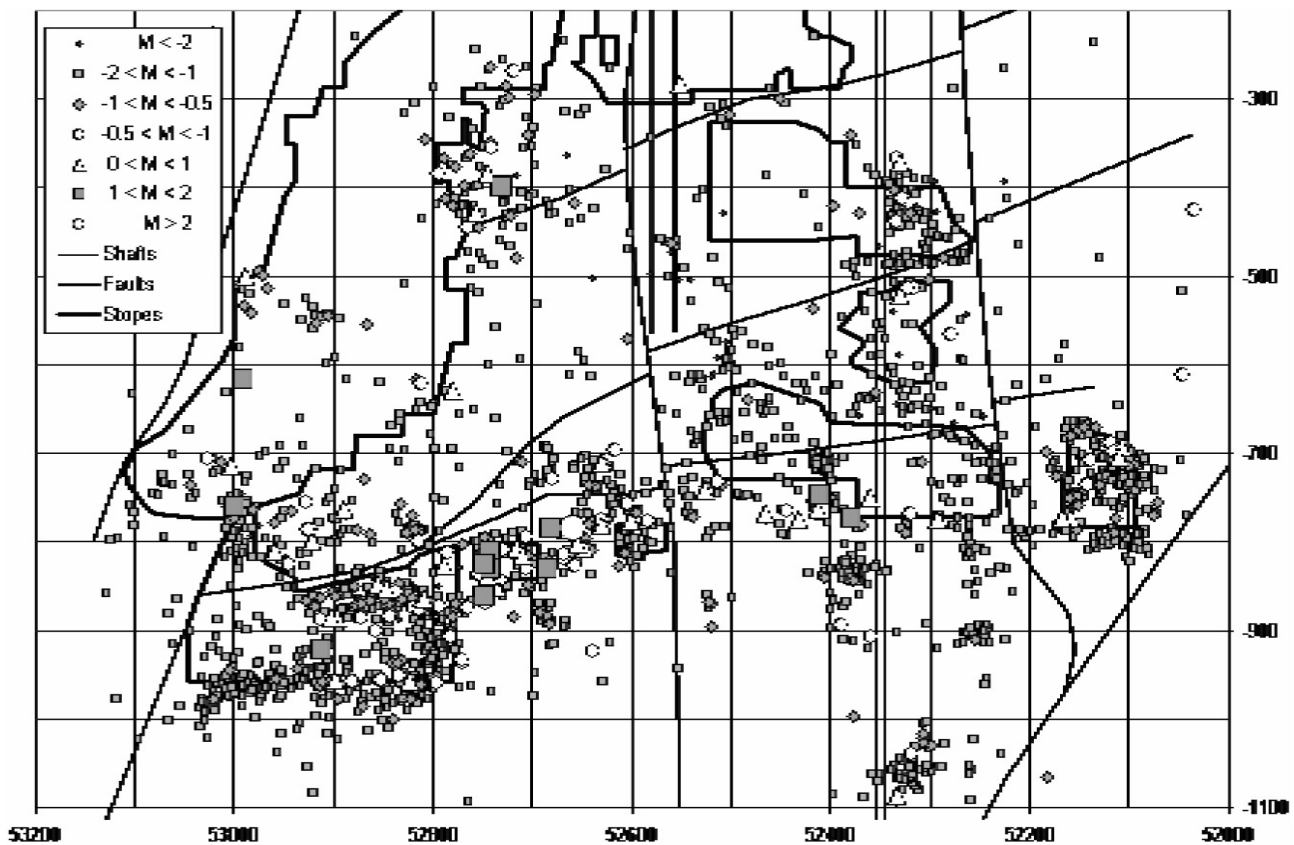 M < -2
-2 < M < -1
-1 < M < -0.5
-0.5 < M < -1
0 < M < 1
1 < M < 2
M > 2
Shafts
Faults
Stopes
-300
-500
-700
-900
-1100
53200 53000 52800 52600 52400 52200 52000